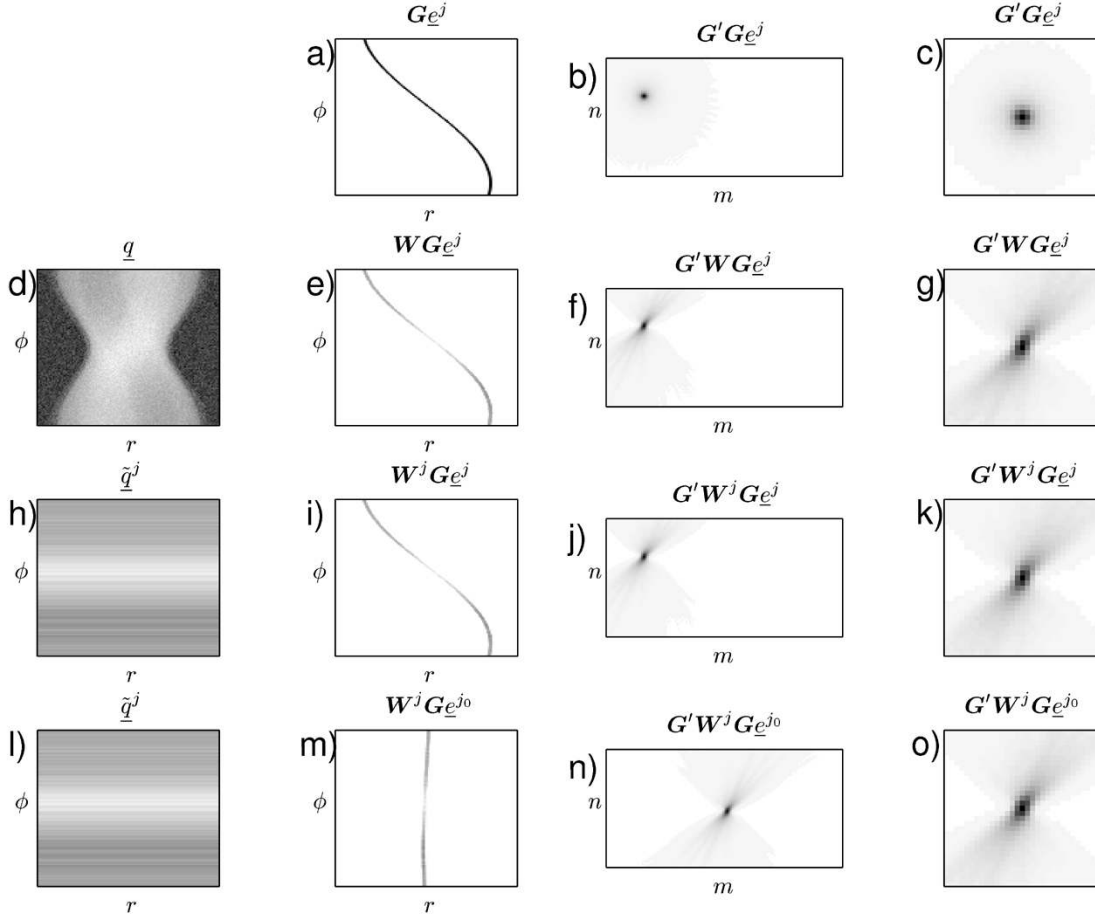 Ge^j
G′Ge^j
G′Ge^j
a)
b)
c)
ϕ
n
r
m
q
WGe^j
G′WGe^j
G′WGe^j
d)
e)
f)
g)
ϕ
ϕ
n
r
r
m
q̃^j
W^jGe^j
G′W^jGe^j
G′W^jGe^j
h)
i)
j)
k)
ϕ
ϕ
n
r
r
m
q̃^j
W^jGe^{j₀}
G′W^jGe^{j₀}
G′W^jGe^{j₀}
l)
m)
n)
o)
ϕ
ϕ
n
r
r
m